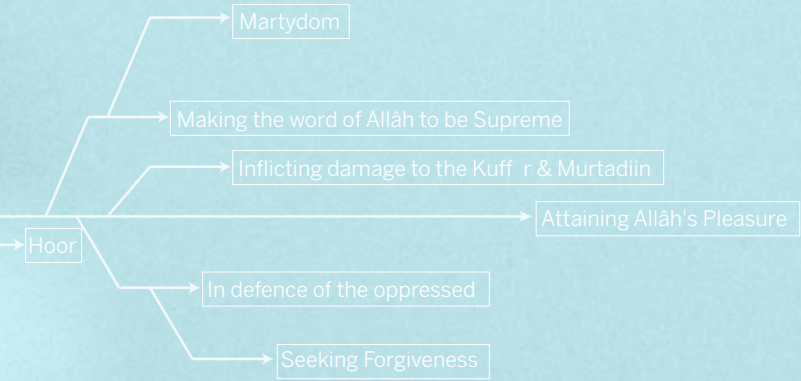 Martydom
Making the word of Allâh to be Supreme
Inflicting damage to the Kuff r & Murtadiin
Attaining Allâh's Pleasure
Hoor
In defence of the oppressed
Seeking Forgiveness